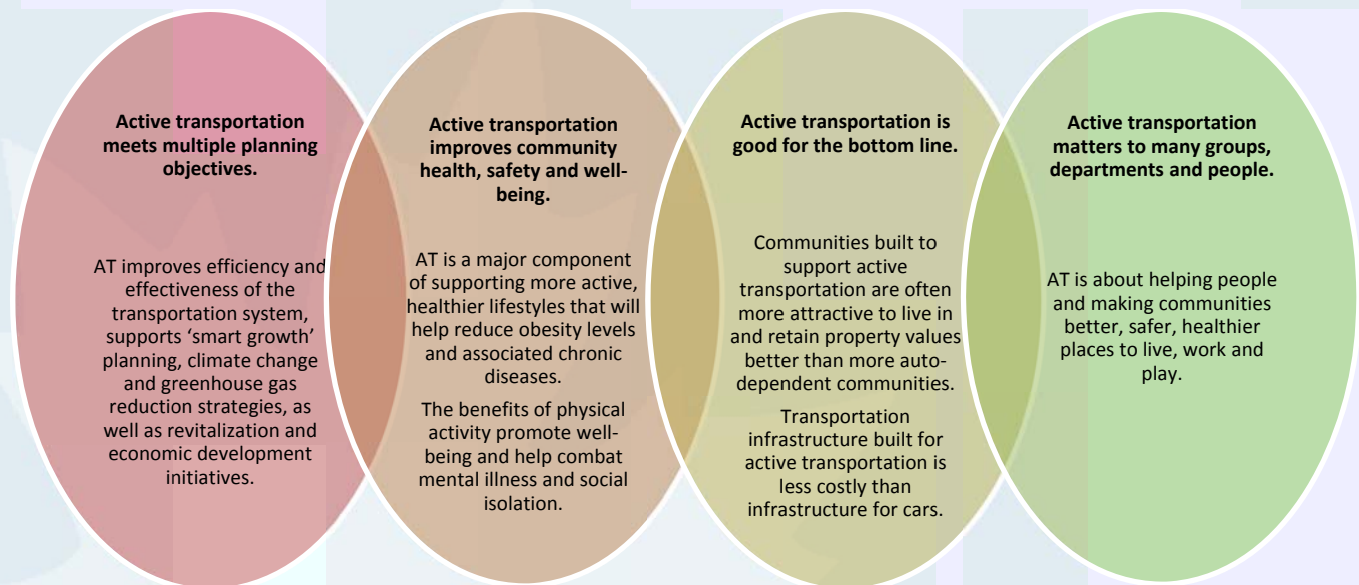 Active transportation
meets multiple planning
objectives.
AT improves efficiency and
effectiveness of the
transportation system,
supports ‘smart growth’
planning, climate change
and greenhouse gas
reduction strategies, as
well as revitalization and
economic development
initiatives.
Active transportation
improves community
health, safety and well-
being.
AT is a major component
of supporting more active,
healthier lifestyles that will
help reduce obesity levels
and associated chronic
diseases.
The benefits of physical
activity promote well-
being and help combat
mental illness and social
isolation.
Active transportation is
good for the bottom line.
Communities built to
support active
transportation are often
more attractive to live in
and retain property values
better than more auto-
dependent communities.
Transportation
infrastructure built for
active transportation is
less costly than
infrastructure for cars.
Active transportation
matters to many groups,
departments and people.
AT is about helping people
and making communities
better, safer, healthier
places to live, work and
play.